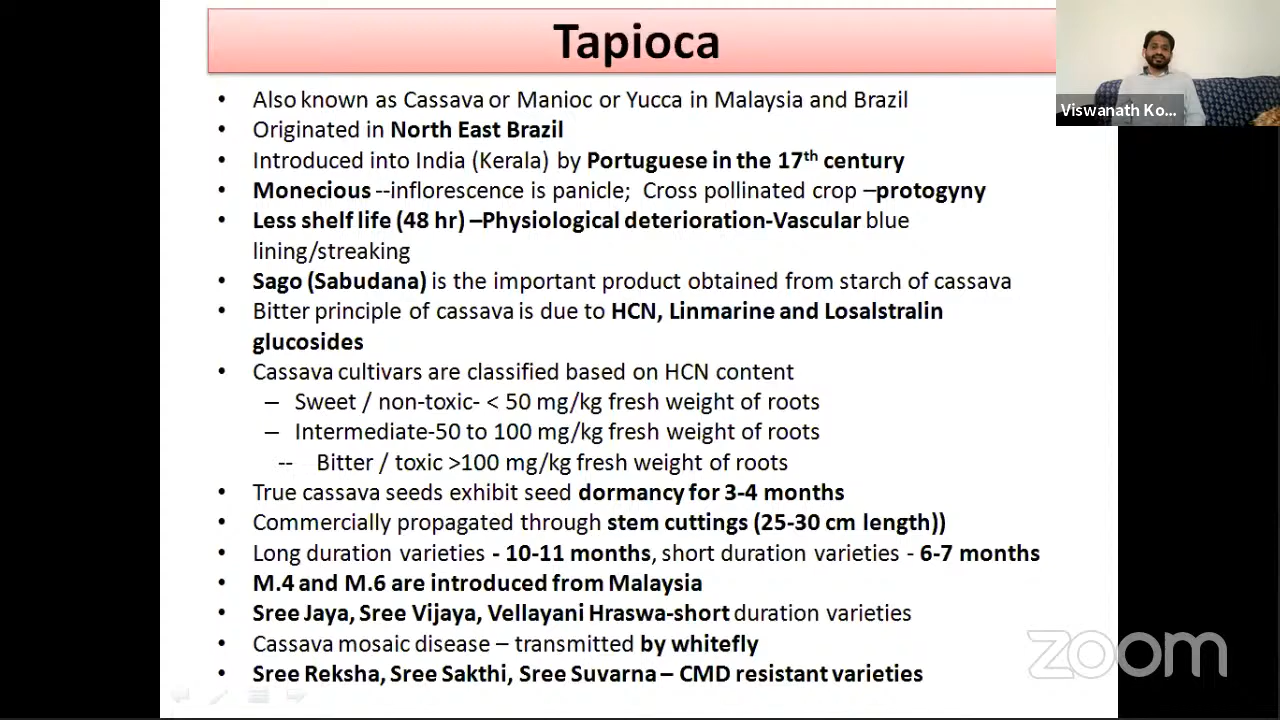 Tapioca
Viswanath Ko...
• Also known as Cassava or Manioc or Yucca in Malaysia and Brazil
• Originated in North East Brazil
• Introduced into India (Kerala) by Portuguese in the 17th century
• Monecious --inflorescence is panicle; Cross pollinated crop –protogyny
• Less shelf life (48 hr) –Physiological deterioration-Vascular blue
lining/streaking
• Sago (Sabudana) is the important product obtained from starch of cassava
• Bitter principle of cassava is due to HCN, Linmarine and Losalstralin
glucosides
• Cassava cultivars are classified based on HCN content
– Sweet / non-toxic- < 50 mg/kg fresh weight of roots
– Intermediate-50 to 100 mg/kg fresh weight of roots
-- Bitter / toxic >100 mg/kg fresh weight of roots
• True cassava seeds exhibit seed dormancy for 3-4 months
• Commercially propagated through stem cuttings (25-30 cm length))
• Long duration varieties - 10-11 months, short duration varieties - 6-7 months
• M.4 and M.6 are introduced from Malaysia
• Sree Jaya, Sree Vijaya, Vellayani Hraswa-short duration varieties
• Cassava mosaic disease – transmitted by whitefly
• Sree Reksha, Sree Sakthi, Sree Suvarna – CMD resistant varieties
zoom